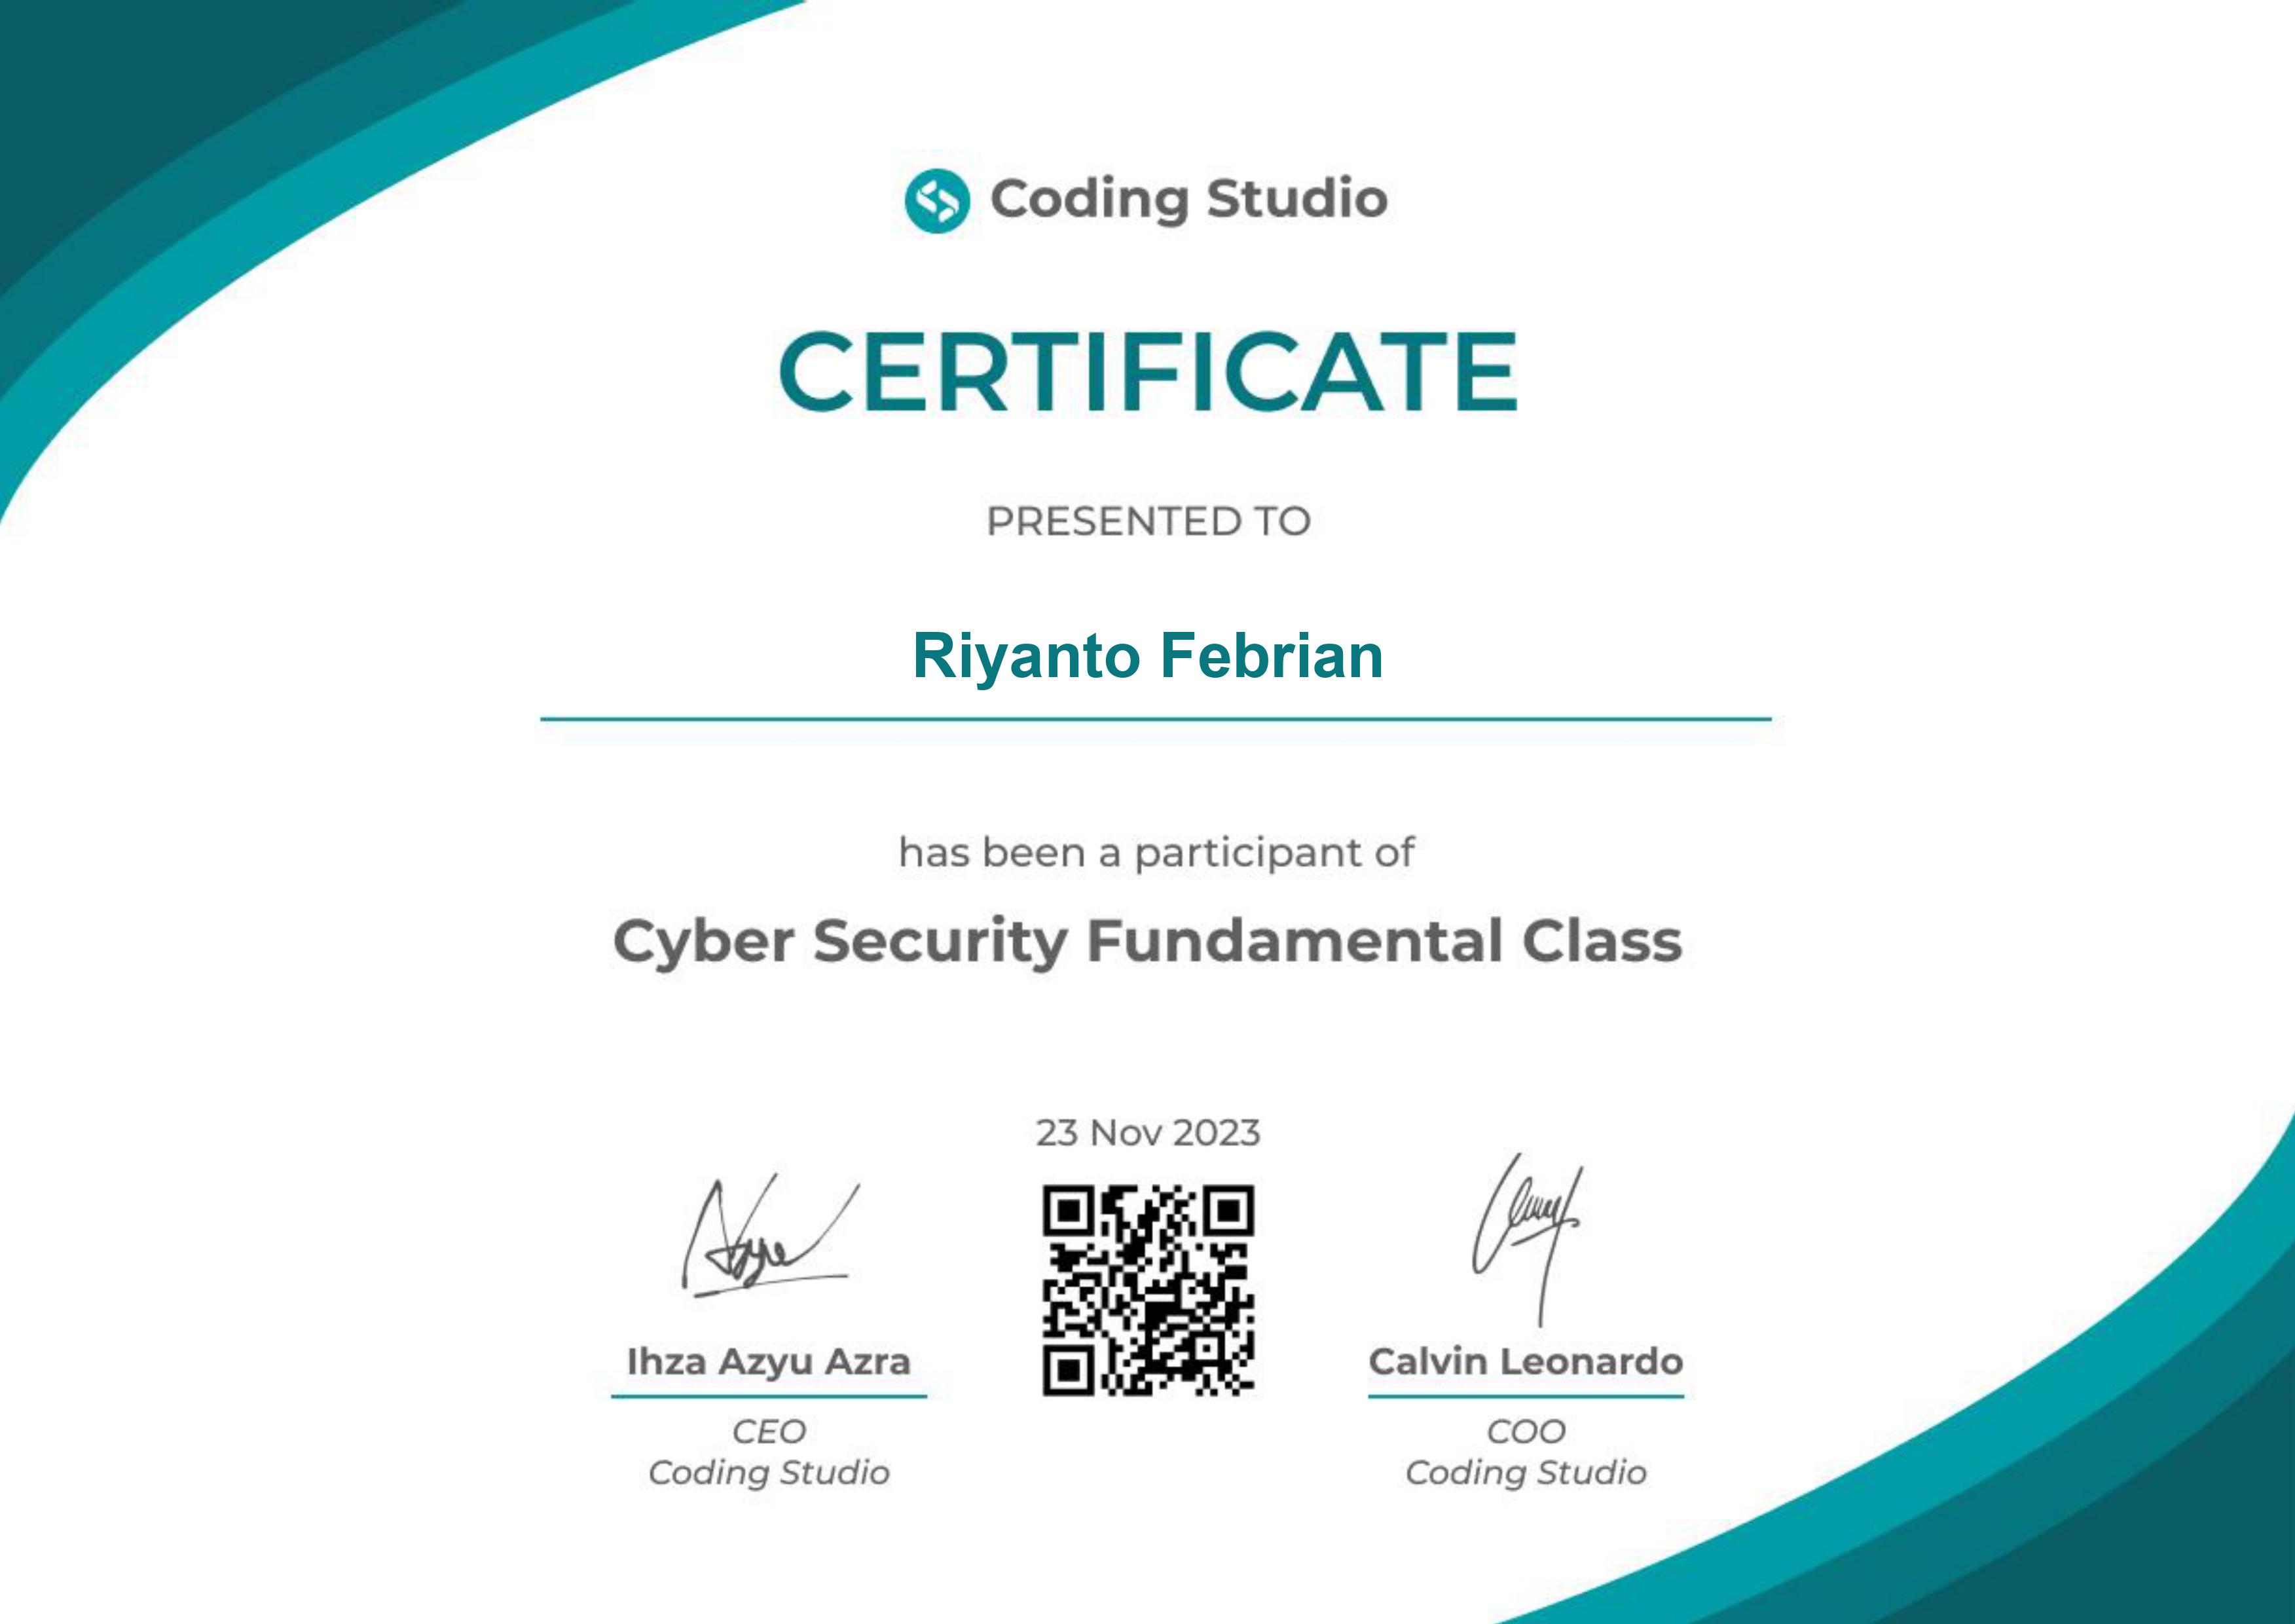 Coding Studio
CERTIFICATE
PRESENTED TO
Riyanto Febrian
has been a participant of
Cyber Security Fundamental Class
23 Nov 2023
Ihza Azyu Azra
CEO
Coding Studio
Calvin Leonardo
COO
Coding Studio